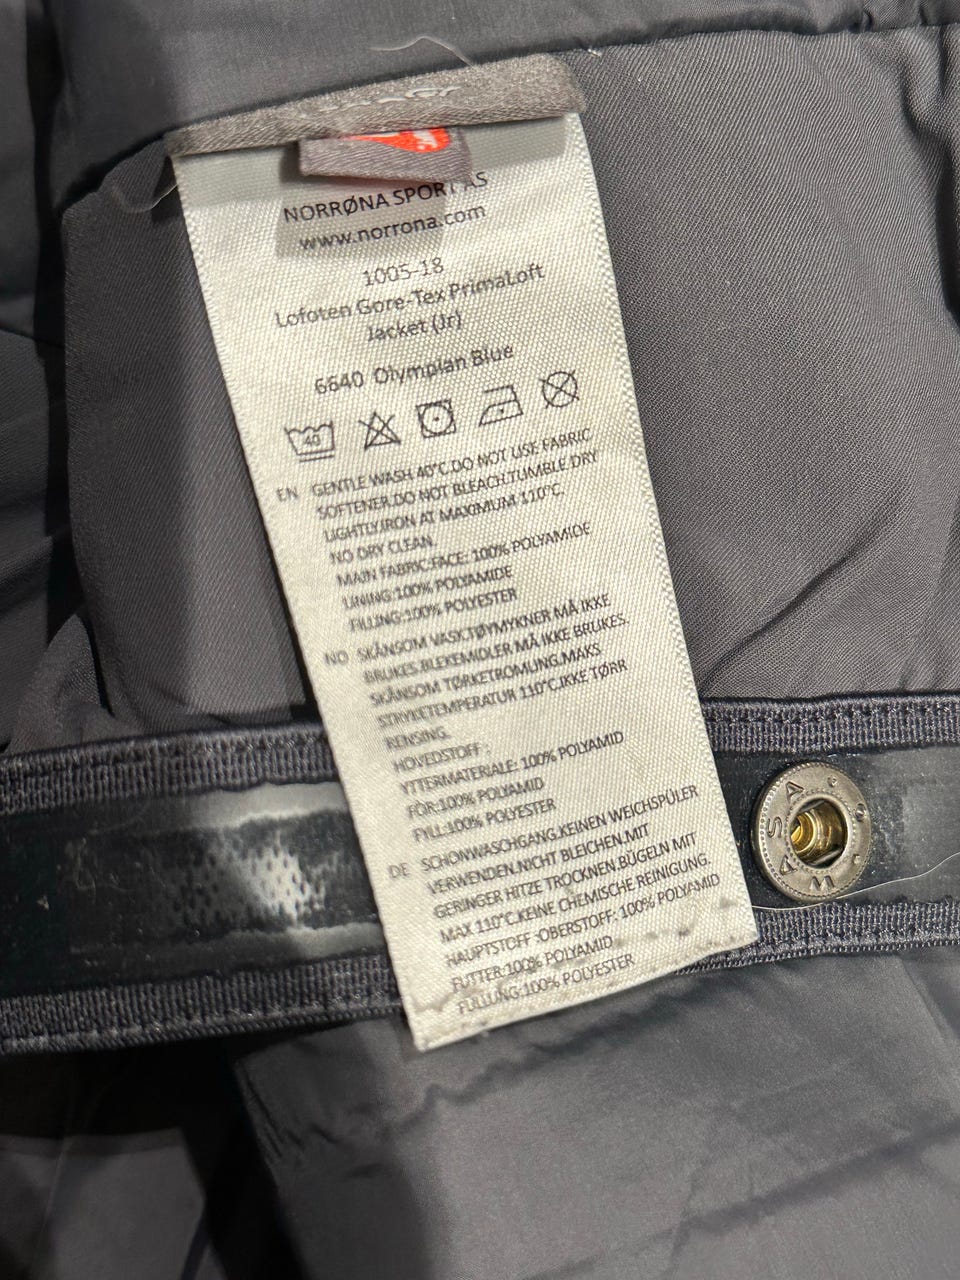 NORRØNA SPORT AS
www.norrona.com
1005-18
Lofoten Gore-Tex PrimaLoft
Jacket (Jr)
6640 Olympian Blue
40
EN GENTLE WASH 40°C.DO NOT USE FABRIC
SOFTENER.DO NOT BLEACH.TUMBLE DRY
LIGHTLY.IRON AT MAXIMUM 110°C.
NO DRY CLEAN.
MAIN FABRIC:FACE: 100% POLYAMIDE
LINING:100% POLYAMIDE
FILLING:100% POLYESTER
NO SKÅNSOM VASK.TØYMYKNER MÅ IKKE
BRUKES.BLEKEMIDLER MÅ IKKE BRUKES.
SKÅNSOM TØRKETROMLING.MAKS
STRYKETEMPERATUR 110°C.IKKE TØRR
RENSING.
HOVEDSTOFF :
YTTERMATERIALE: 100% POLYAMID
FÔR:100% POLYAMID
FYLL:100% POLYESTER
DE SCHONWASCHGANG.KEINEN WEICHSPÜLER
VERWENDEN.NICHT BLEICHEN.MIT
GERINGER HITZE TROCKNEN.BÜGELN MIT
MAX 110°C.KEINE CHEMISCHE REINIGUNG.
HAUPTSTOFF :OBERSTOFF: 100% POLYAMID
FUTTER:100% POLYAMID
FÜLLUNG:100% POLYESTER
WASA